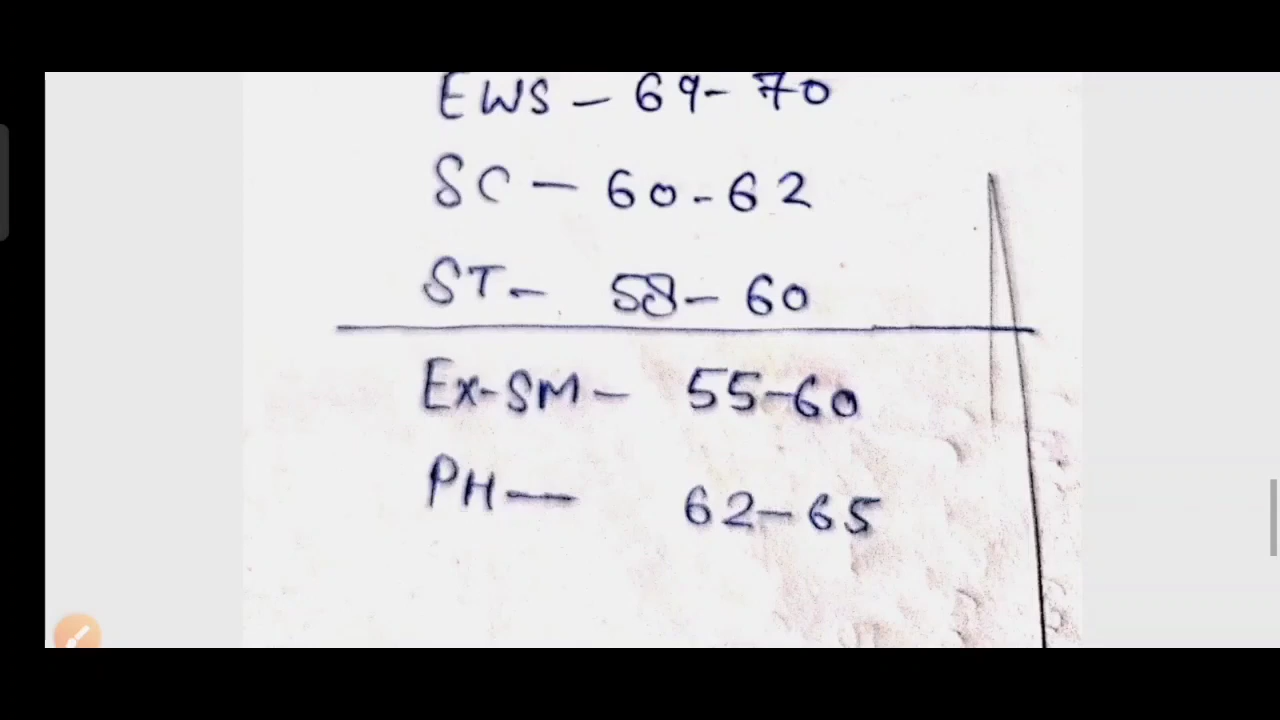 EWS - 69-70
SC - 60-62
ST - 58-60
Ex-SM - 55-60
PH - 62-65